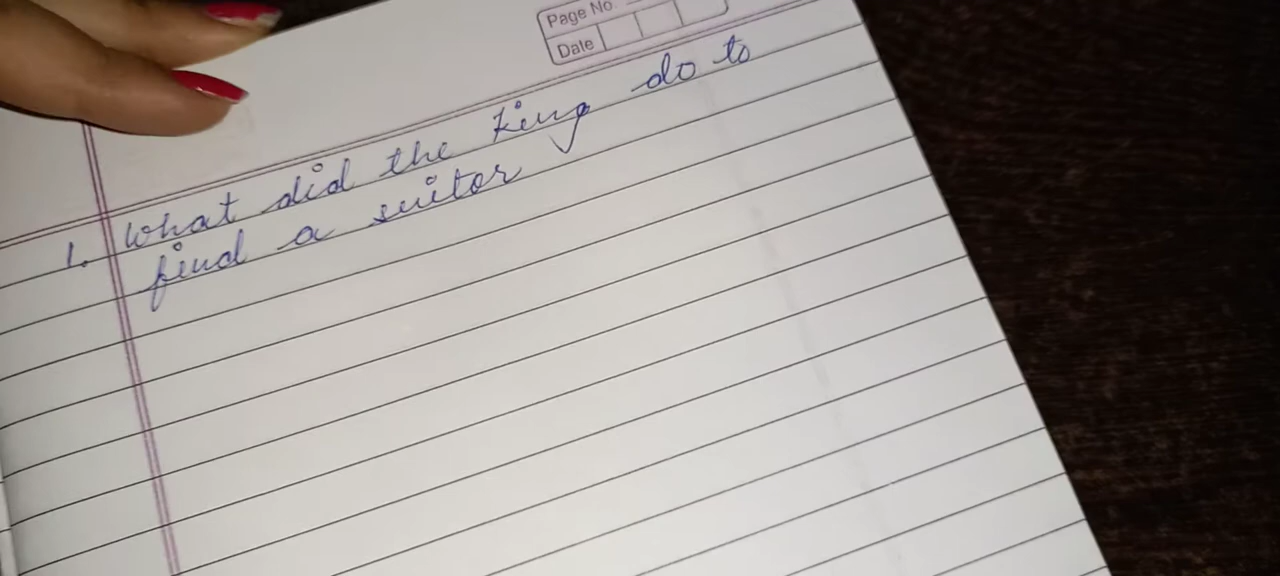 Page No.
Date
1. What did the King do to
find a suitor